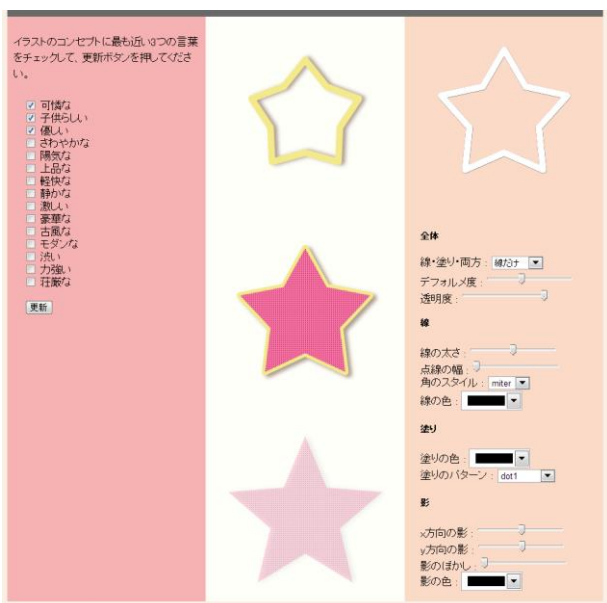 イラストのコンセプトに最も近い3つの言葉
をチェックして、更新ボタンを押してくださ
い。
可憐な
子供らしい
優しい
さわやかな
陽気な
上品な
軽快な
静かな
激しい
豪華な
古風な
モダンな
渋い
力強い
荘厳な
更新
全体
線・塗り・両方： 線だけ
デフォルメ度：
透明度：
線
線の太さ：
点線の幅：
角のスタイル： miter
線の色：
塗り
塗りの色：
塗りのパターン： dot1
影
x方向の影：
y方向の影：
影のぼかし：
影の色：